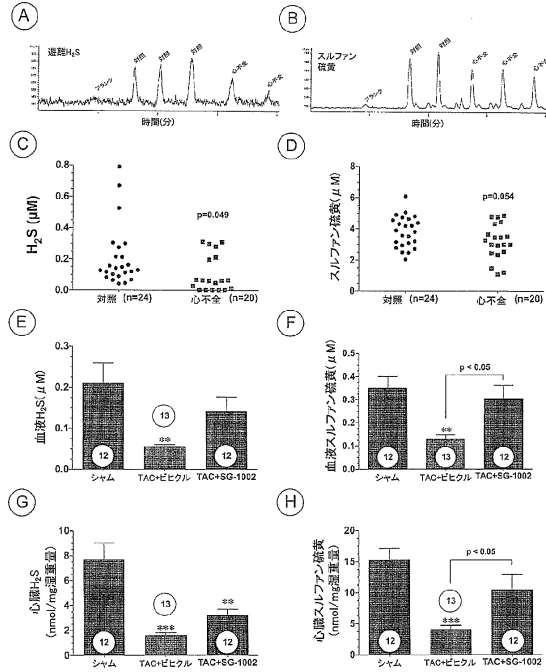 A
遊離H₂S
ブランク
対照
対照
対照
心不全
心不全
時間(分)
B
スルファン
硫黄
ブランク
対照
対照
心不全
心不全
心不全
時間(分)
C
H₂S (μM)
0.8
0.6
0.4
0.2
0.0
p=0.049
対照 (n=24)
心不全 (n=20)
D
スルファン硫黄(μM)
8
6
4
2
0
p=0.054
対照 (n=24)
心不全 (n=20)
E
血液H₂S(μM)
0.3
0.2
0.1
0.0
12
13
**
12
シャム
TAC+ビヒクル
TAC+SG-1002
F
血液スルファン硫黄(μM)
0.5
0.4
0.3
0.2
0.1
0.0
p < 0.05
12
**
13
12
シャム
TAC+ビヒクル
TAC+SG-1002
G
心臓H₂S
(nmol/mg湿重量)
10
8
6
4
2
0
12
13
***
**
12
シャム
TAC+ビヒクル
TAC+SG-1002
H
心臓スルファン硫黄
(nmol/mg湿重量)
20
15
10
5
0
p < 0.05
12
13
***
12
シャム
TAC+ビヒクル
TAC+SG-1002